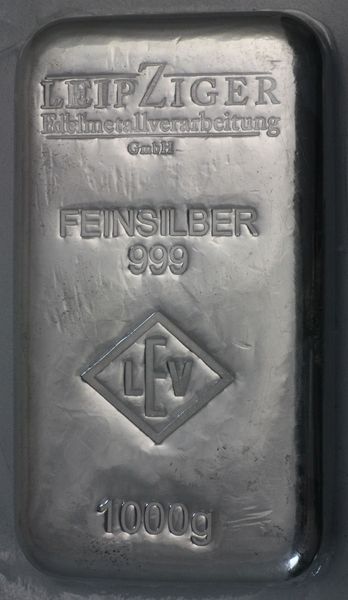 LEIPZIGER
Edelmetallverarbeitung
GmbH
FEINSILBER
999
LEV
1000g